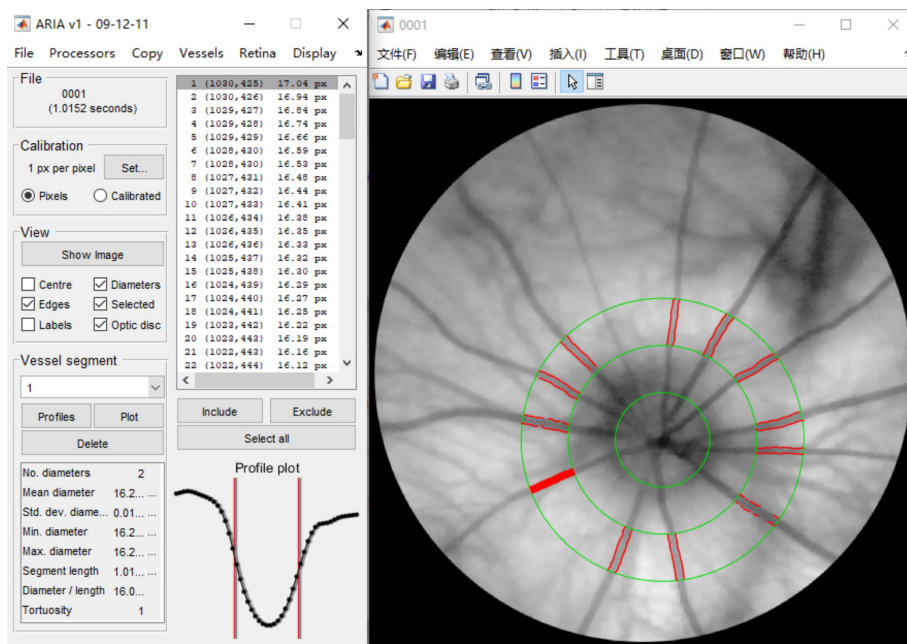 ARIA v1 - 09-12-11
File Processors Copy Vessels Retina Display
File
0001
(1.0152 seconds)
Calibration
1 px per pixel Set...
Pixels Calibrated
View
Show Image
Centre Diameters
Edges Selected
Labels Optic disc
Vessel segment
1
Profiles Plot
Delete
No. diameters 2
Mean diameter 16.2... ...
Std. dev. diame... 0.01... ...
Min. diameter 16.2... ...
Max. diameter 16.2... ...
Segment length 1.01... ...
Diameter / length 16.0...
Tortuosity 1
1 (1030,425) 17.04 px
2 (1030,426) 16.94 px
3 (1029,427) 16.84 px
4 (1029,428) 16.74 px
5 (1029,429) 16.66 px
6 (1028,430) 16.59 px
7 (1028,430) 16.53 px
8 (1027,431) 16.48 px
9 (1027,432) 16.44 px
10 (1027,433) 16.41 px
11 (1026,434) 16.38 px
12 (1026,435) 16.35 px
13 (1026,436) 16.33 px
14 (1025,437) 16.32 px
15 (1025,438) 16.30 px
16 (1024,439) 16.29 px
17 (1024,440) 16.27 px
18 (1024,441) 16.25 px
19 (1023,442) 16.22 px
20 (1023,443) 16.19 px
21 (1022,443) 16.16 px
22 (1022,444) 16.12 px
Include Exclude
Select all
Profile plot
0001
文件(F) 编辑(E) 查看(V) 插入(I) 工具(T) 桌面(D) 窗口(W) 帮助(H)